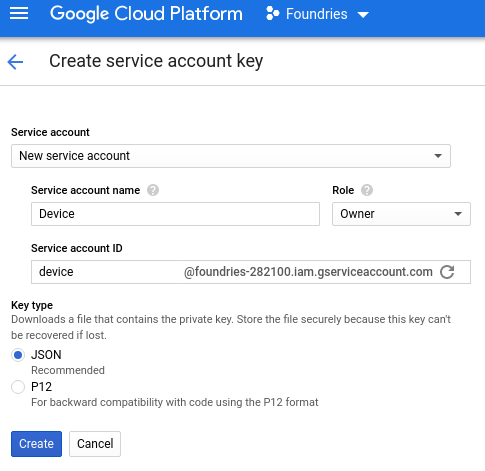 Google Cloud Platform Foundries
Create service account key
Service account
New service account
Service account name ? Role ?
Device Owner
Service account ID
device @foundries-282100.iam.gserviceaccount.com
Key type
Downloads a file that contains the private key. Store the file securely because this key can't
be recovered if lost.
JSON
Recommended
P12
For backward compatibility with code using the P12 format
Create Cancel